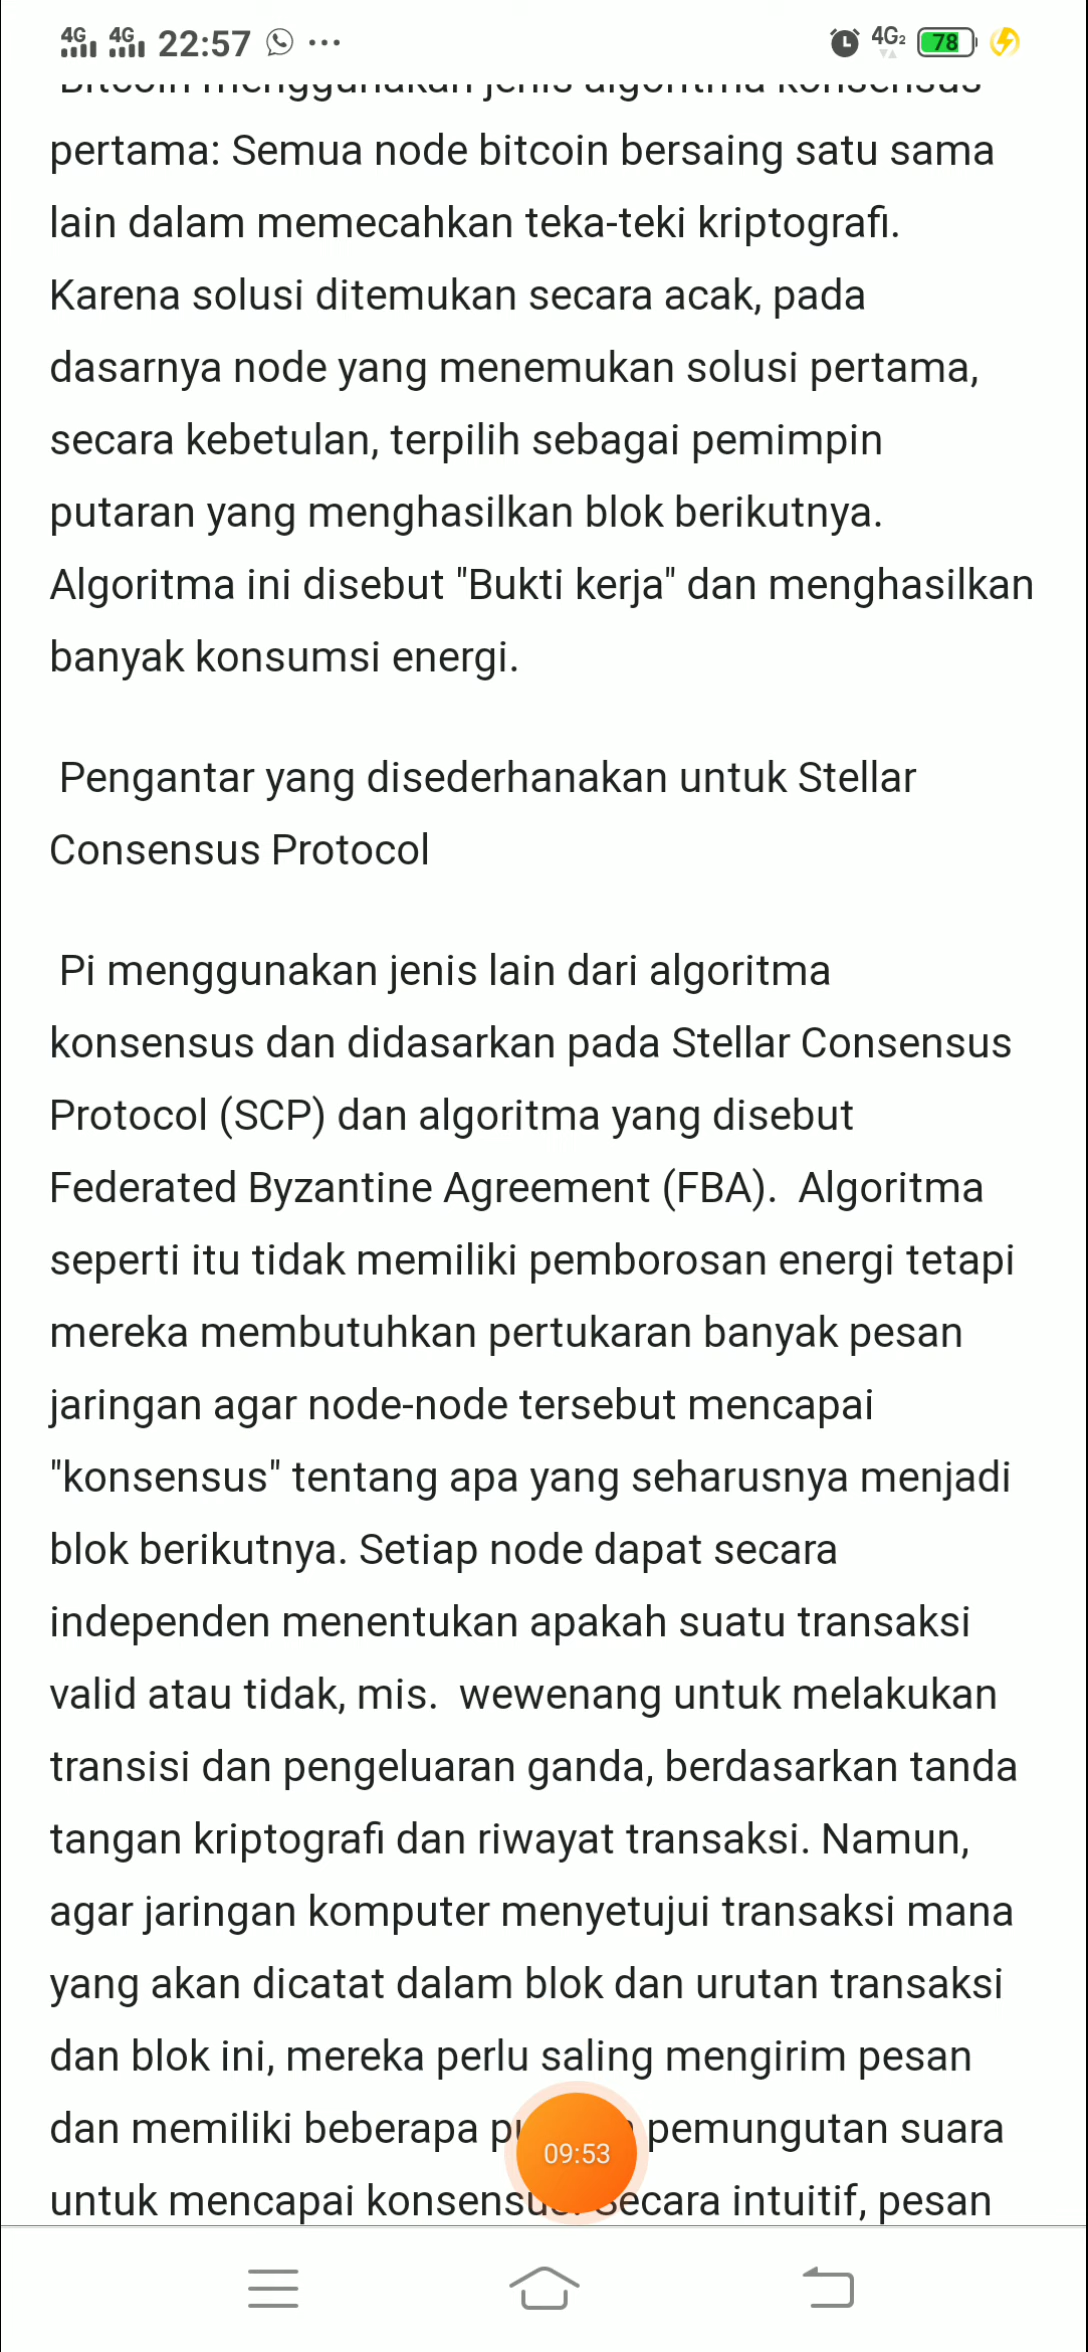 4G 4G 22:57 4G2 78
Bitcoin menggunakan jenis algoritma konsensus
pertama: Semua node bitcoin bersaing satu sama
lain dalam memecahkan teka-teki kriptografi.
Karena solusi ditemukan secara acak, pada
dasarnya node yang menemukan solusi pertama,
secara kebetulan, terpilih sebagai pemimpin
putaran yang menghasilkan blok berikutnya.
Algoritma ini disebut "Bukti kerja" dan menghasilkan
banyak konsumsi energi.
Pengantar yang disederhanakan untuk Stellar
Consensus Protocol
Pi menggunakan jenis lain dari algoritma
konsensus dan didasarkan pada Stellar Consensus
Protocol (SCP) dan algoritma yang disebut
Federated Byzantine Agreement (FBA). Algoritma
seperti itu tidak memiliki pemborosan energi tetapi
mereka membutuhkan pertukaran banyak pesan
jaringan agar node-node tersebut mencapai
"konsensus" tentang apa yang seharusnya menjadi
blok berikutnya. Setiap node dapat secara
independen menentukan apakah suatu transaksi
valid atau tidak, mis. wewenang untuk melakukan
transisi dan pengeluaran ganda, berdasarkan tanda
tangan kriptografi dan riwayat transaksi. Namun,
agar jaringan komputer menyetujui transaksi mana
yang akan dicatat dalam blok dan urutan transaksi
dan blok ini, mereka perlu saling mengirim pesan
dan memiliki beberapa pemungutan suara
09:53
untuk mencapai konsensus. Secara intuitif, pesan